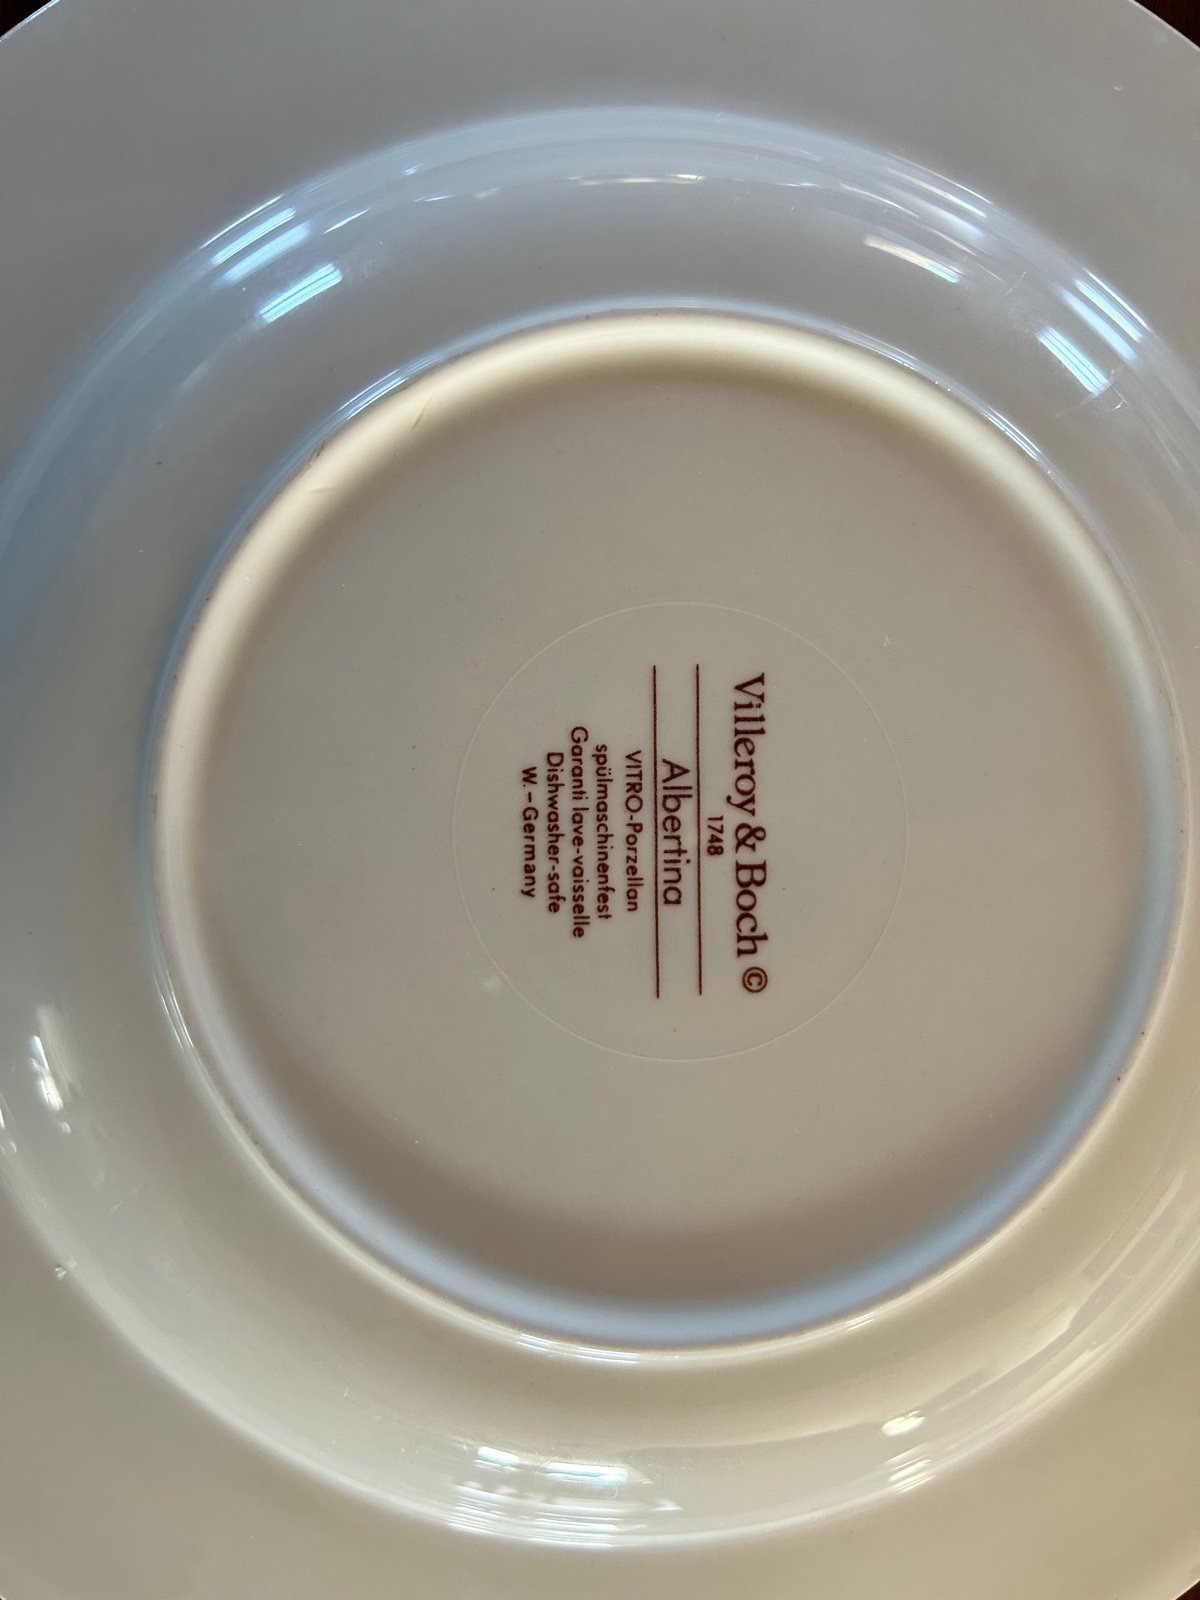 Villeroy & Boch ©
1748
Albertina
VITRO-Porzellan
spülmaschinenfest
Garanti lave-vaisselle
Dishwasher-safe
W.-Germany